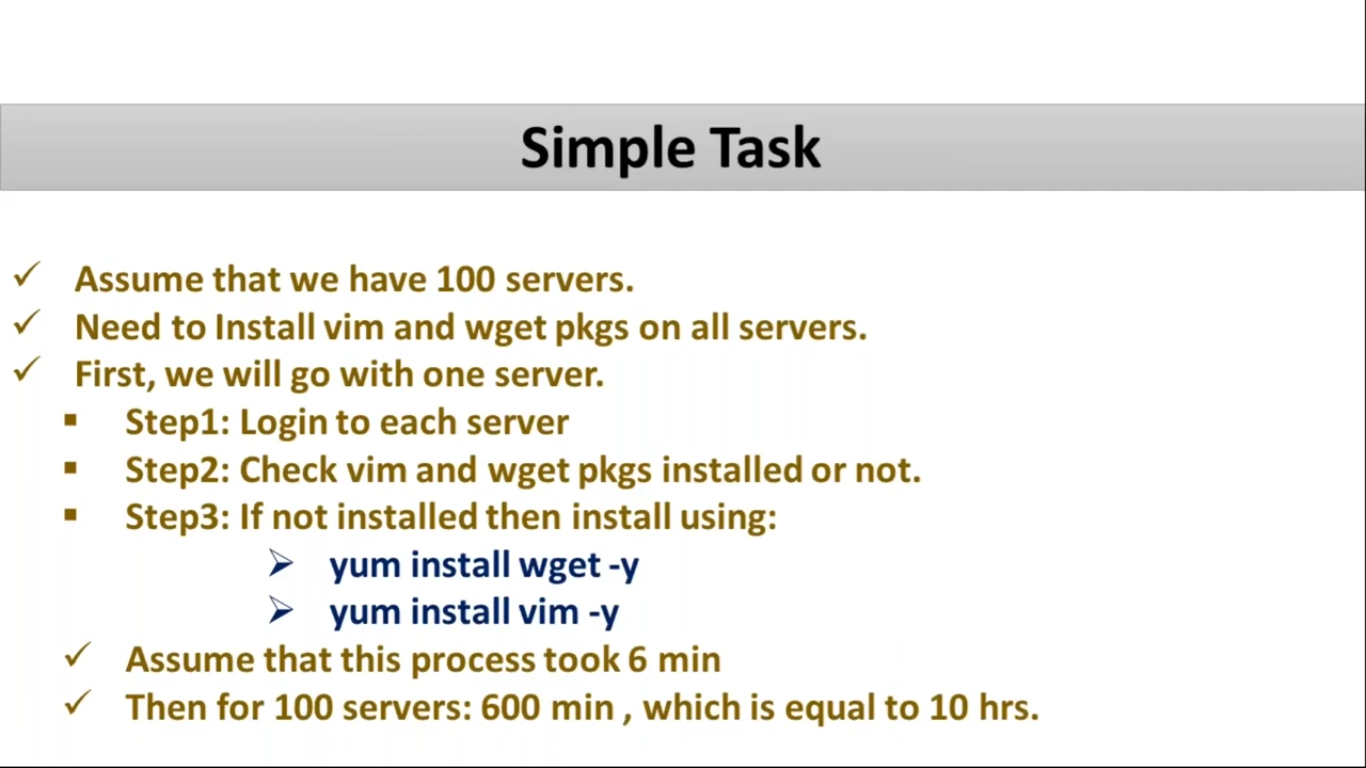 Simple Task
✓ Assume that we have 100 servers.
✓ Need to Install vim and wget pkgs on all servers.
✓ First, we will go with one server.
▪ Step1: Login to each server
▪ Step2: Check vim and wget pkgs installed or not.
▪ Step3: If not installed then install using:
➢ yum install wget -y
➢ yum install vim -y
✓ Assume that this process took 6 min
✓ Then for 100 servers: 600 min , which is equal to 10 hrs.